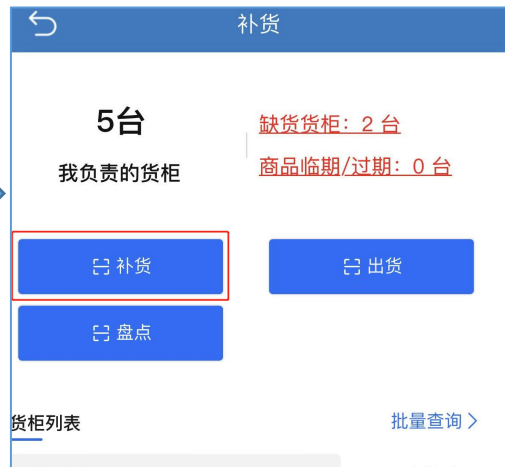 补货
5台
我负责的货柜
缺货货柜：2 台
商品临期/过期：0 台
补货
出货
盘点
货柜列表
批量查询